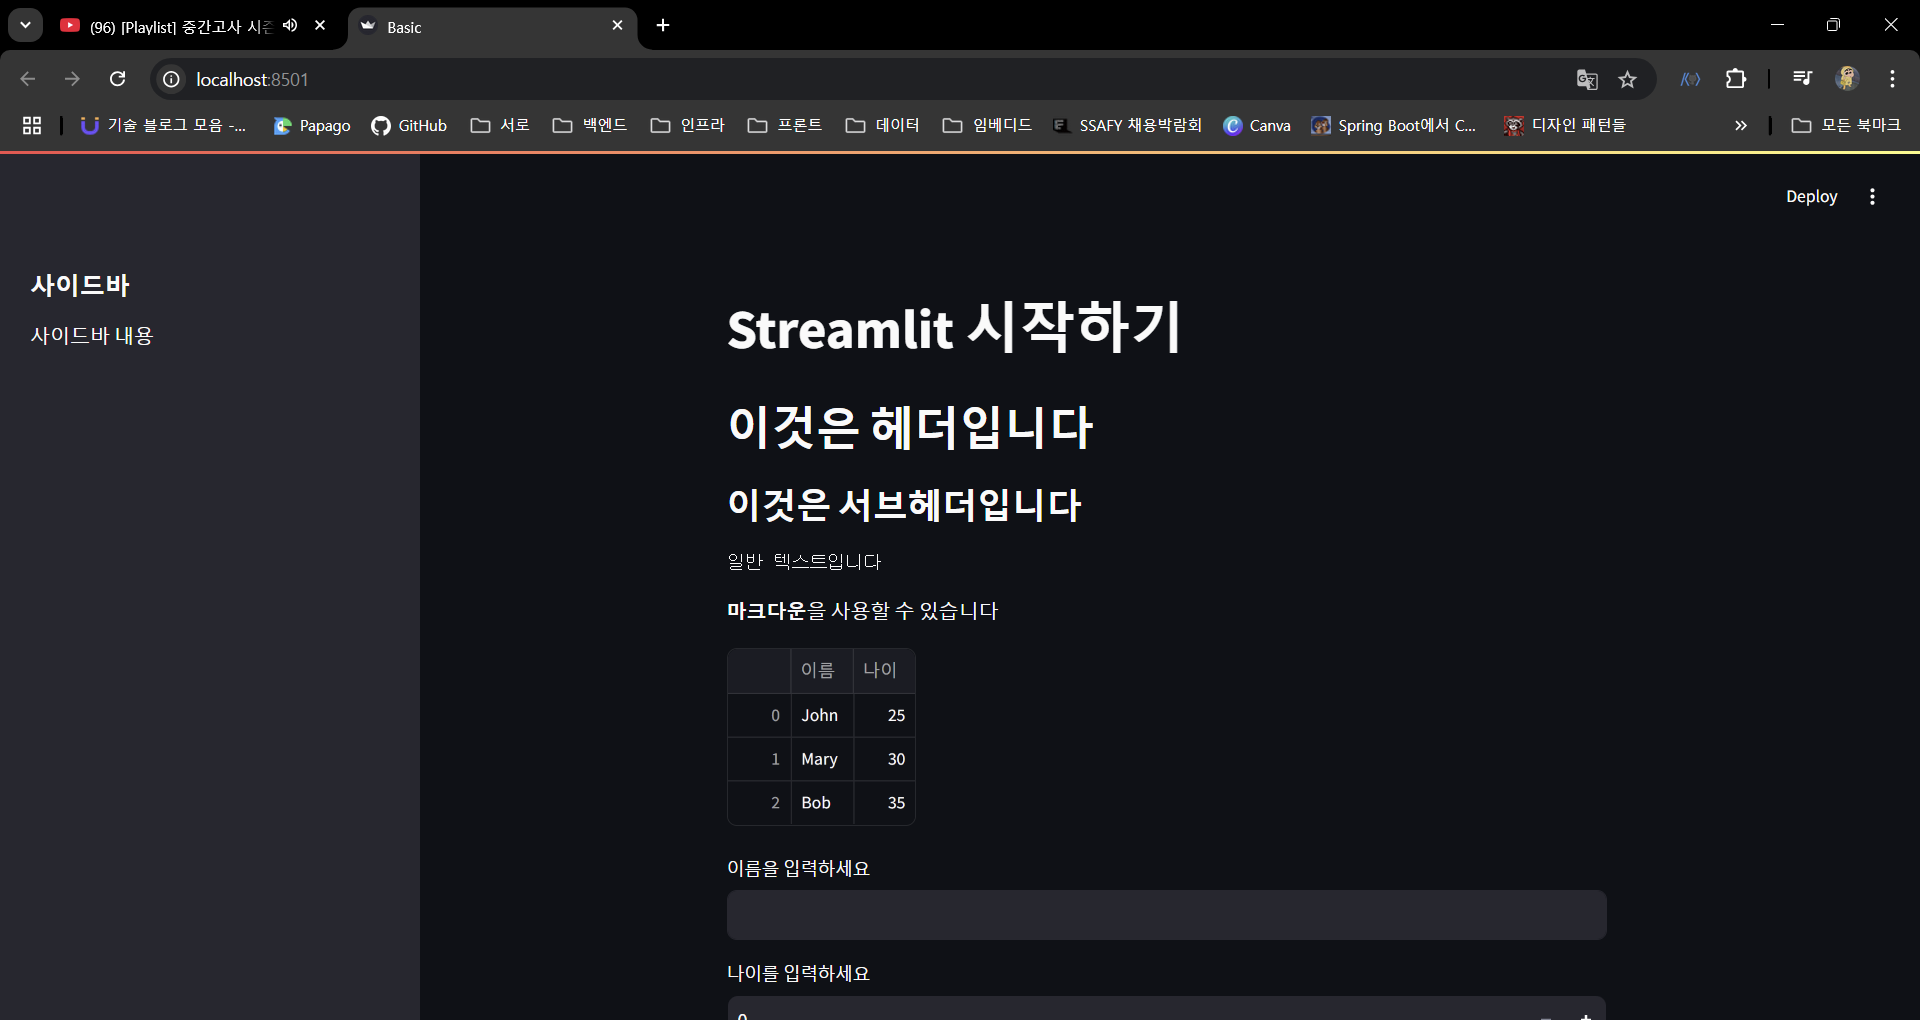 (96) [Playlist] 중간고사 시즌
Basic
localhost:8501
기술 블로그 모음 -...
Papago
GitHub
서로
백엔드
인프라
프론트
데이터
임베디드
SSAFY 채용박람회
Canva
Spring Boot에서 C...
디자인 패턴들
모든 북마크
Deploy
사이드바
사이드바 내용
Streamlit 시작하기
이것은 헤더입니다
이것은 서브헤더입니다
일반 텍스트입니다
마크다운을 사용할 수 있습니다
이름 나이
0 John 25
1 Mary 30
2 Bob 35
이름을 입력하세요
나이를 입력하세요
0